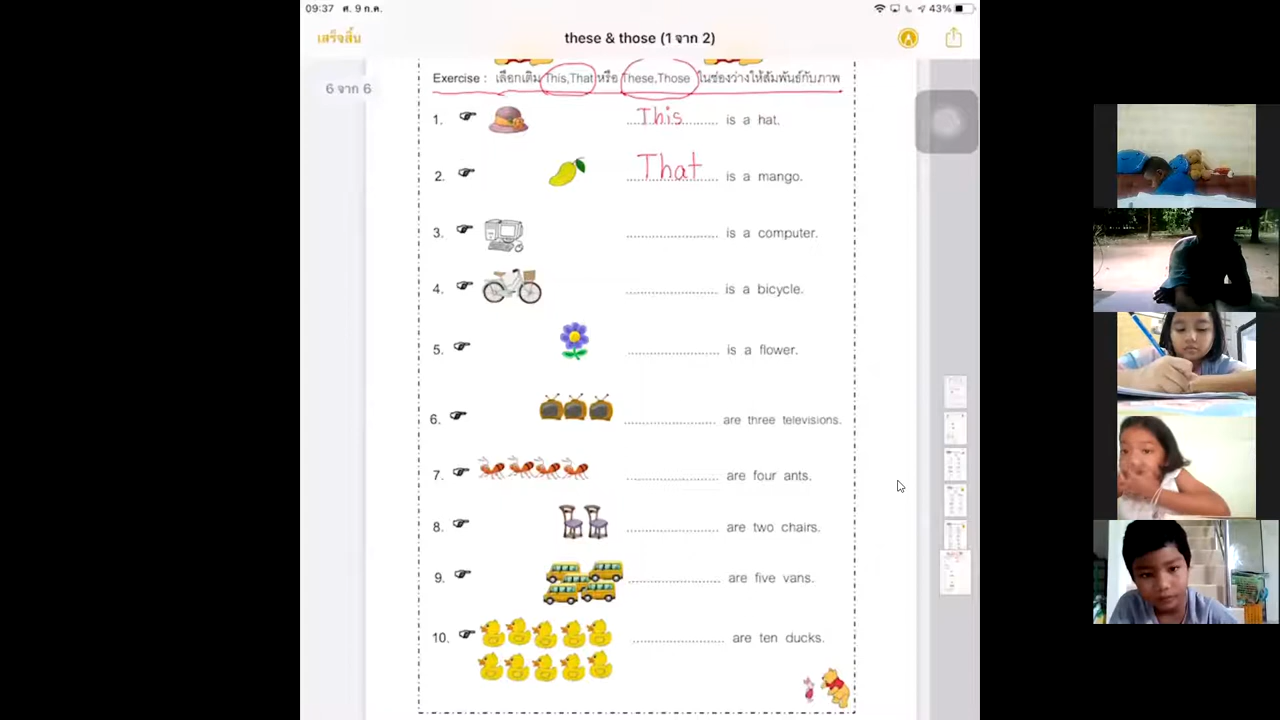 09:37 ศ. 9 ก.ค. 43%
เสร็จสิ้น these & those (1 จาก 2)
6 จาก 6
Exercise : เลือกเติม This,That หรือ These,Those ในช่องว่างให้สัมพันธ์กับภาพ
1. This is a hat.
2. That is a mango.
3. .......................... is a computer.
4. .......................... is a bicycle.
5. .......................... is a flower.
6. .......................... are three televisions.
7. .......................... are four ants.
8. .......................... are two chairs.
9. .......................... are five vans.
10. .......................... are ten ducks.